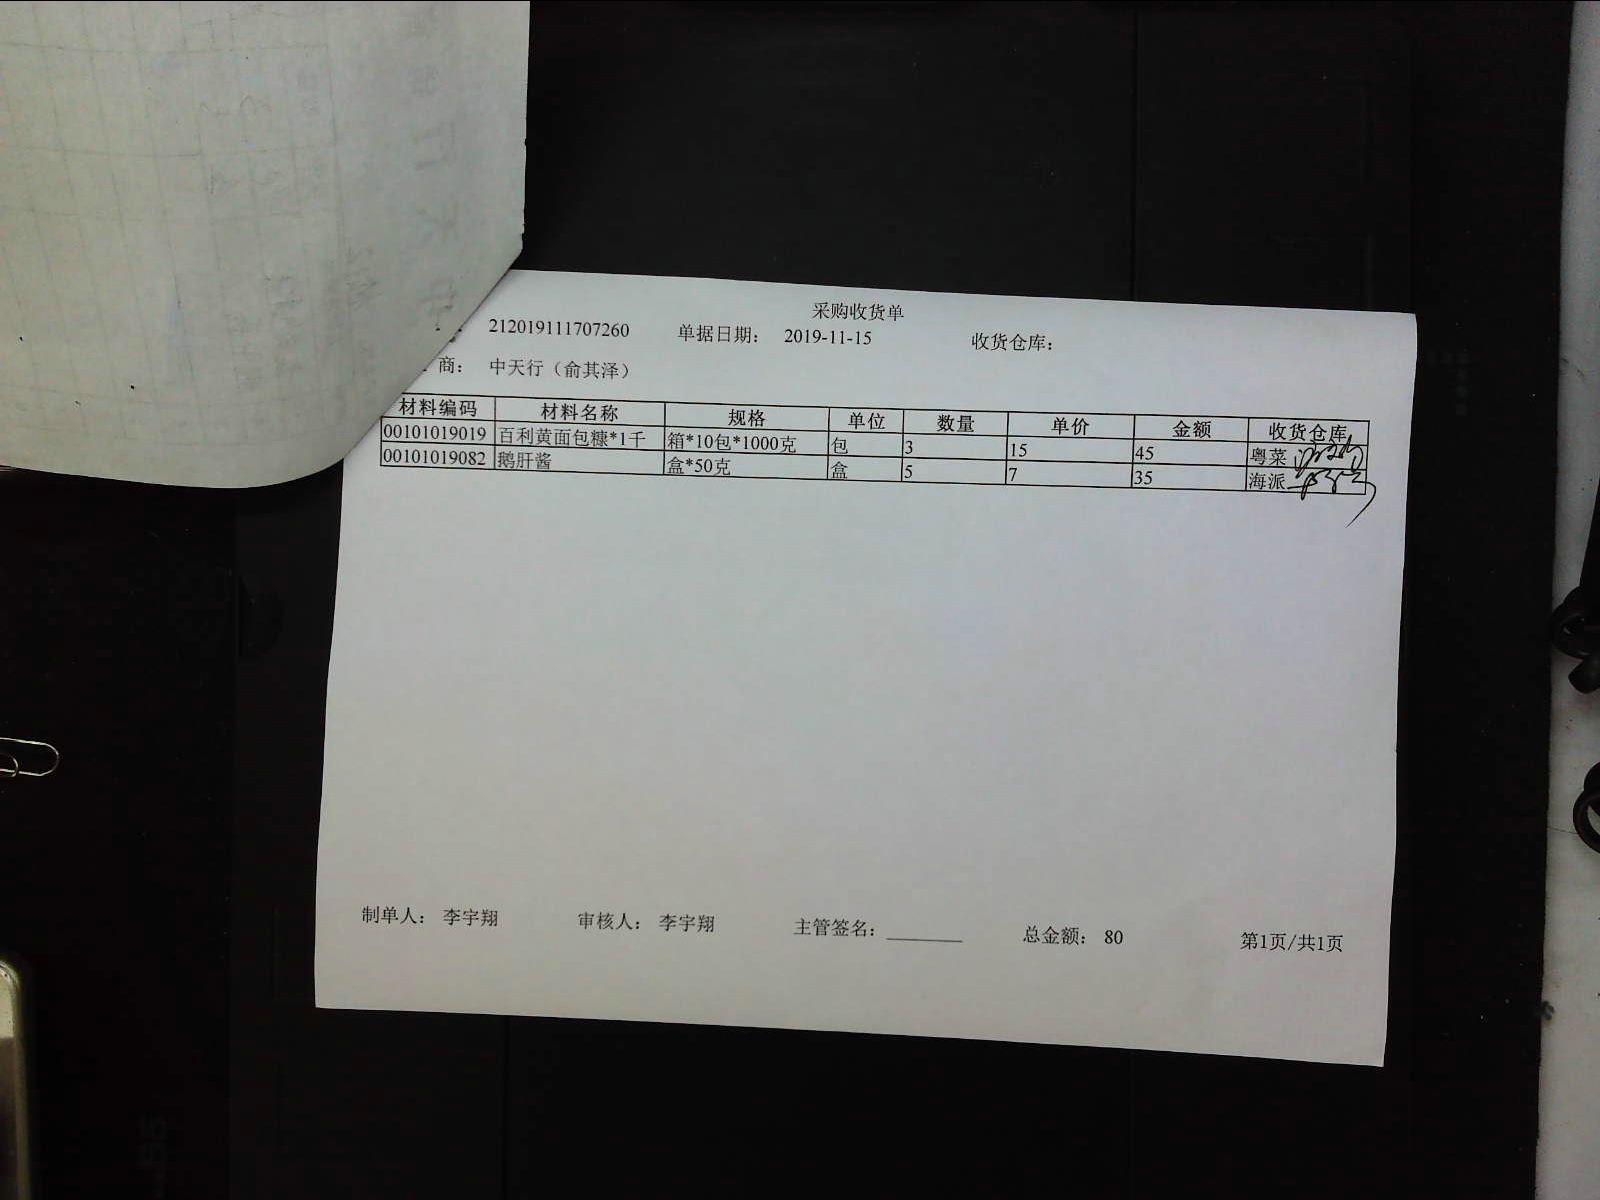 采购收货单
212019111707260 单据日期： 2019-11-15 收货仓库：
商： 中天行（俞其泽）
材料编码 材料名称 规格 单位 数量 单价 金额 收货仓库
00101019019 百利黄面包糠*1千 箱*10包*1000克 包 3 15 45 粤菜
00101019082 鹅肝酱 盒*50克 盒 5 7 35 海派
制单人： 李宇翔 审核人： 李宇翔 主管签名： 总金额： 80 第1页/共1页